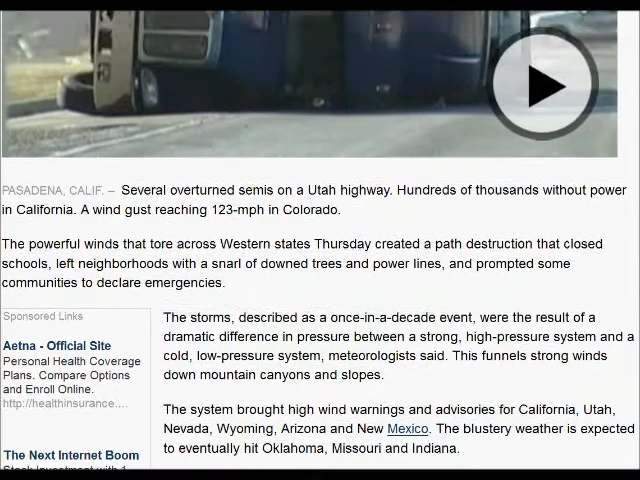 PASADENA, CALIF. – Several overturned semis on a Utah highway. Hundreds of thousands without power
in California. A wind gust reaching 123-mph in Colorado.
The powerful winds that tore across Western states Thursday created a path destruction that closed
schools, left neighborhoods with a snarl of downed trees and power lines, and prompted some
communities to declare emergencies.
Sponsored Links
Aetna - Official Site
Personal Health Coverage
Plans. Compare Options
and Enroll Online.
http://healthinsurance....
The Next Internet Boom
Stock Investment with 1
The storms, described as a once-in-a-decade event, were the result of a
dramatic difference in pressure between a strong, high-pressure system and a
cold, low-pressure system, meteorologists said. This funnels strong winds
down mountain canyons and slopes.
The system brought high wind warnings and advisories for California, Utah,
Nevada, Wyoming, Arizona and New Mexico. The blustery weather is expected
to eventually hit Oklahoma, Missouri and Indiana.